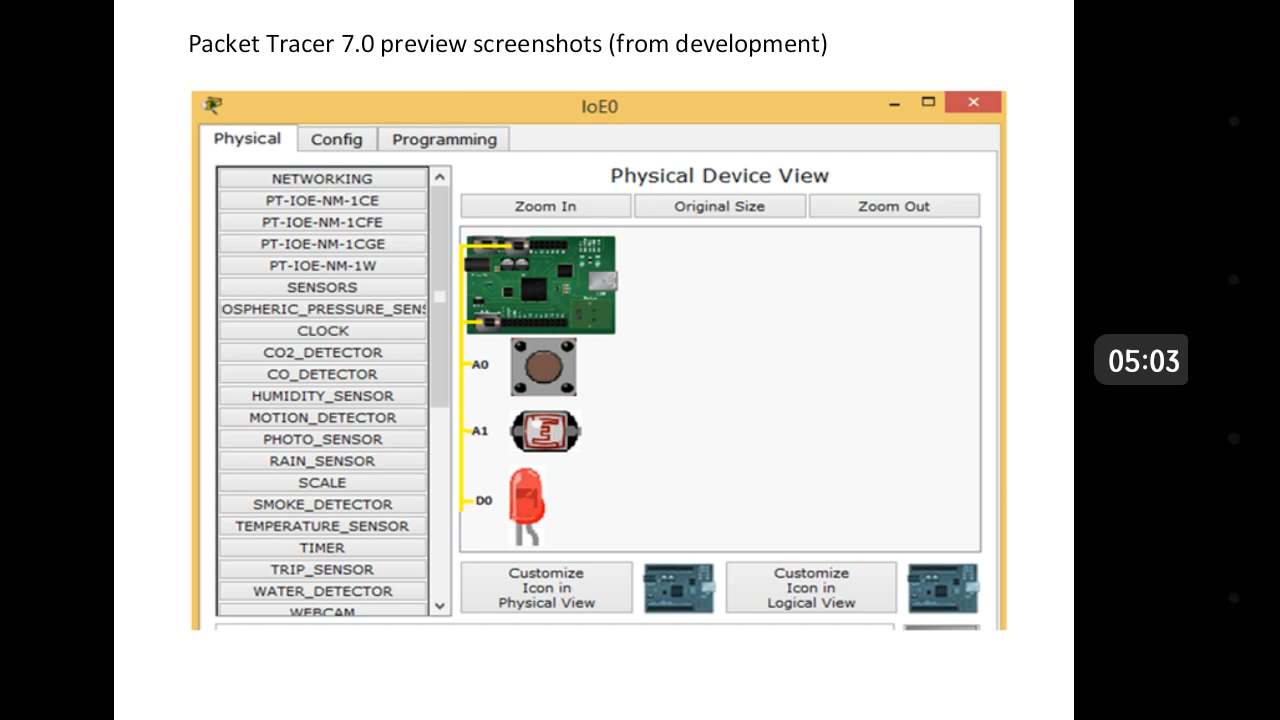 Packet Tracer 7.0 preview screenshots (from development)
IoE0
Physical
Config
Programming
NETWORKING
PT-IOE-NM-1CE
PT-IOE-NM-1CFE
PT-IOE-NM-1CGE
PT-IOE-NM-1W
SENSORS
OSPHERIC_PRESSURE_SENS
CLOCK
CO2_DETECTOR
CO_DETECTOR
HUMIDITY_SENSOR
MOTION_DETECTOR
PHOTO_SENSOR
RAIN_SENSOR
SCALE
SMOKE_DETECTOR
TEMPERATURE_SENSOR
TIMER
TRIP_SENSOR
WATER_DETECTOR
WEBCAM
Physical Device View
Zoom In
Original Size
Zoom Out
A0
A1
D0
Customize
Icon in
Physical View
Customize
Icon in
Logical View
05:03